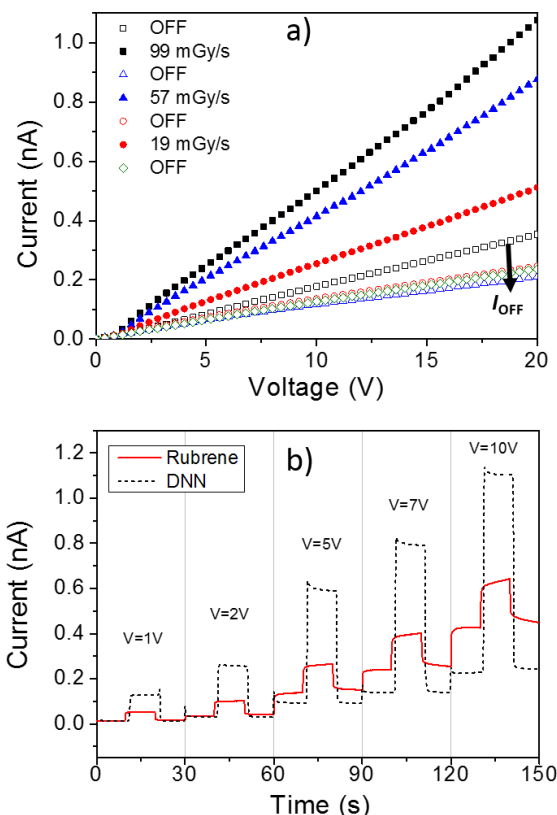 a)
OFF
99 mGy/s
OFF
57 mGy/s
OFF
19 mGy/s
OFF
I_OFF
Current (nA)
1.0
0.8
0.6
0.4
0.2
0.0
0 5 10 15 20
Voltage (V)
b)
Rubrene
DNN
V=1V
V=2V
V=5V
V=7V
V=10V
Current (nA)
1.2
1.0
0.8
0.6
0.4
0.2
0.0
0 30 60 90 120 150
Time (s)